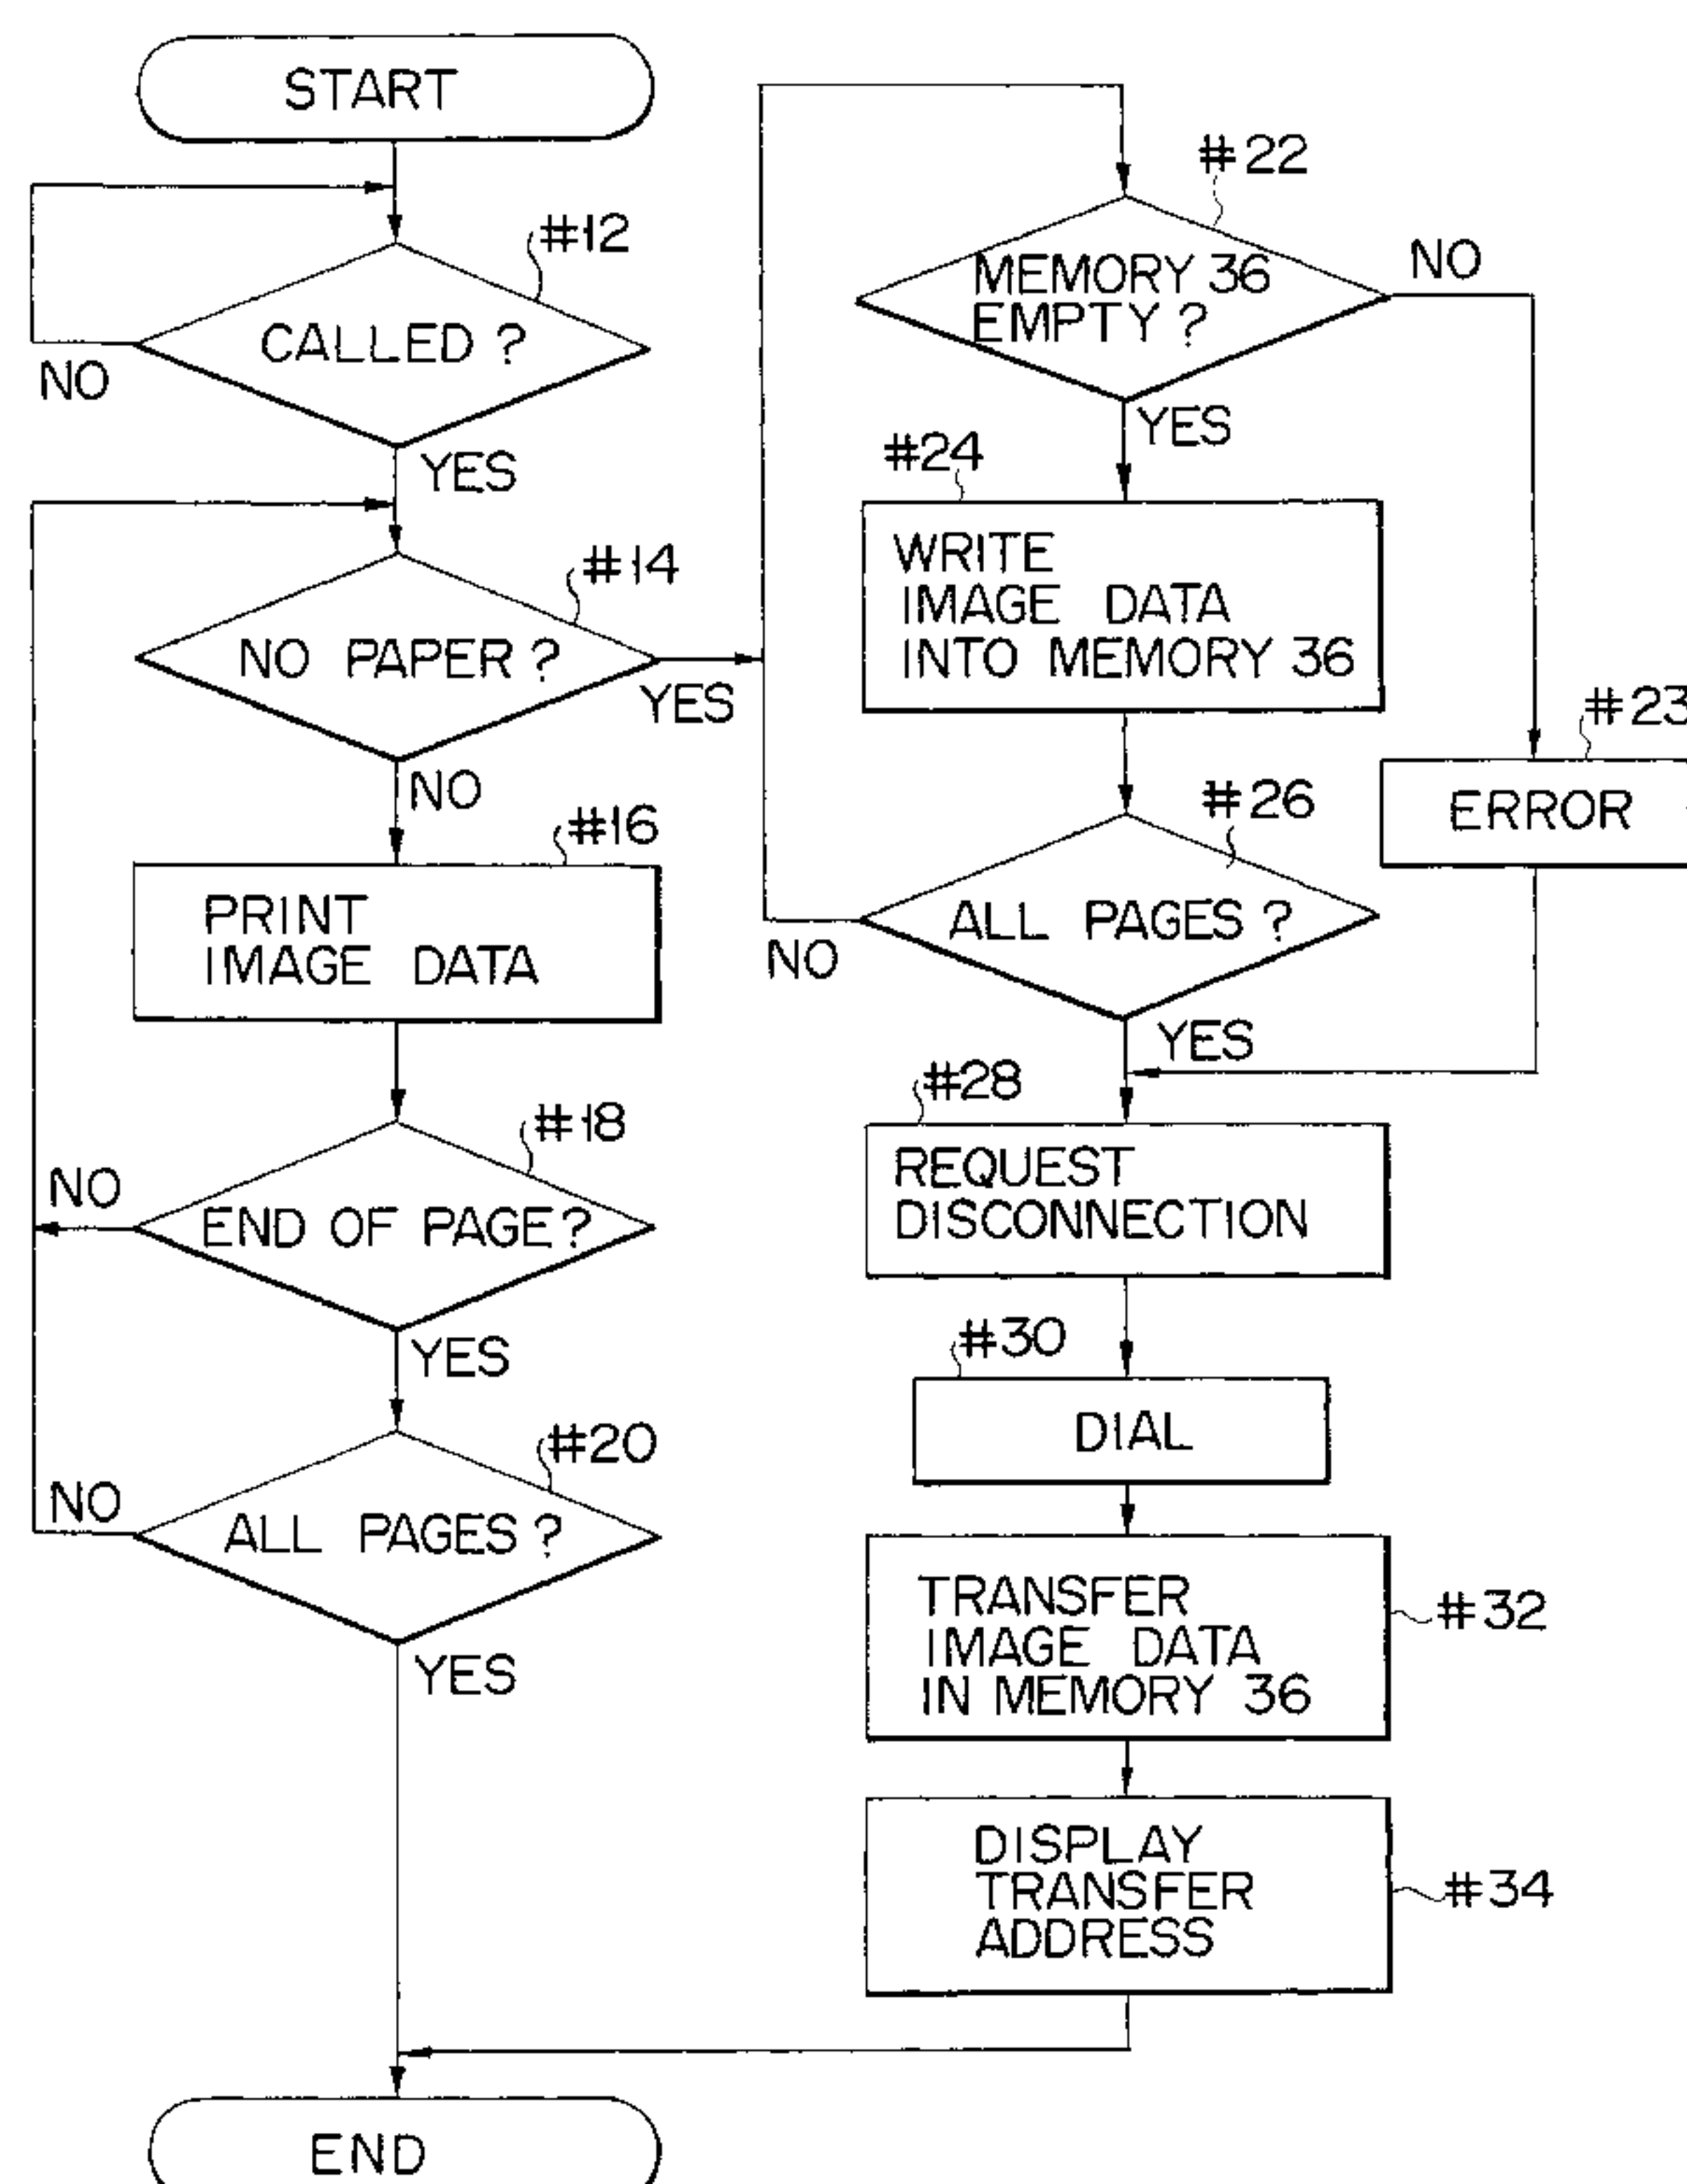 START
#12
CALLED ?
NO
YES
#14
NO PAPER ?
YES
NO
#16
PRINT
IMAGE DATA
#18
NO
END OF PAGE?
YES
#20
NO
ALL PAGES ?
YES
END
#22
MEMORY 36
EMPTY ?
NO
YES
#24
WRITE
IMAGE DATA
INTO MEMORY 36
#23
ERROR
#26
ALL PAGES ?
NO
YES
#28
REQUEST
DISCONNECTION
#30
DIAL
TRANSFER
IMAGE DATA
IN MEMORY 36
#32
DISPLAY
TRANSFER
ADDRESS
#34